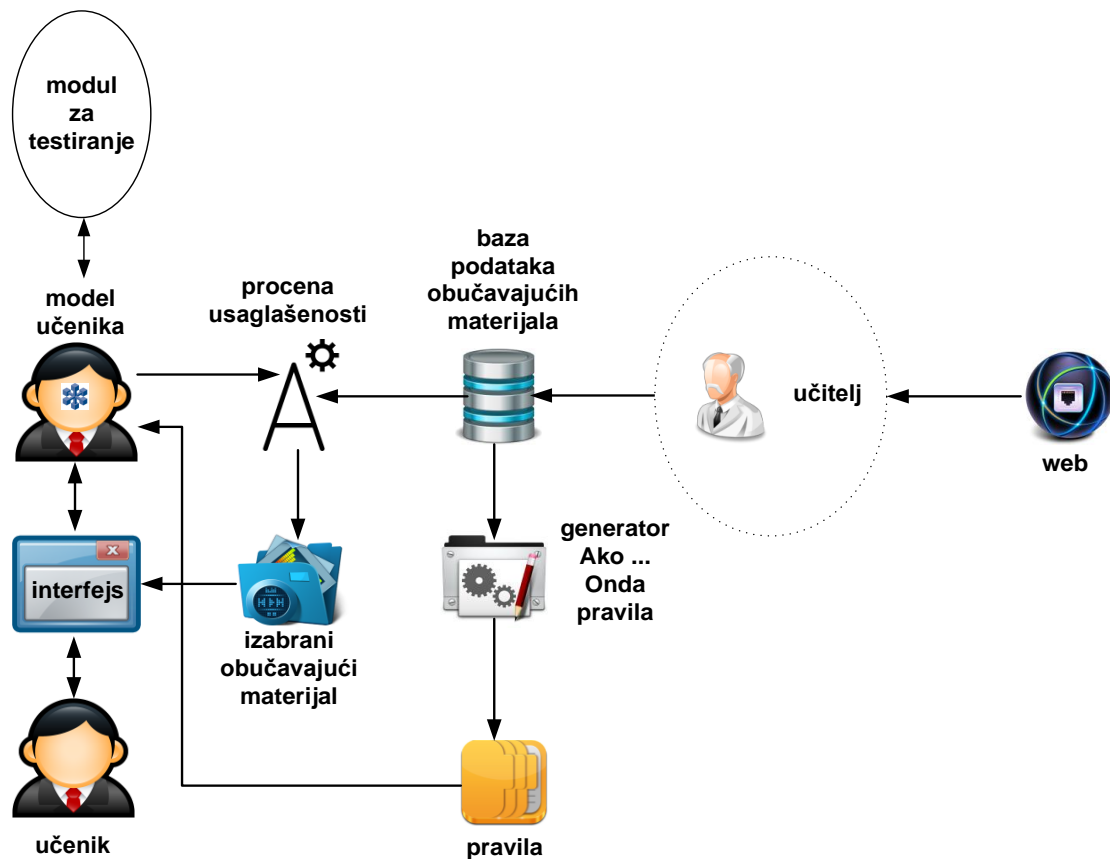 modul
za
testiranje
model
učenika
procena
usaglašenosti
baza
podataka
obučavajućih
materijala
učitelj
web
interfejs
izabrani
obučavajući
materijal
generator
Ako ...
Onda
pravila
učenik
pravila